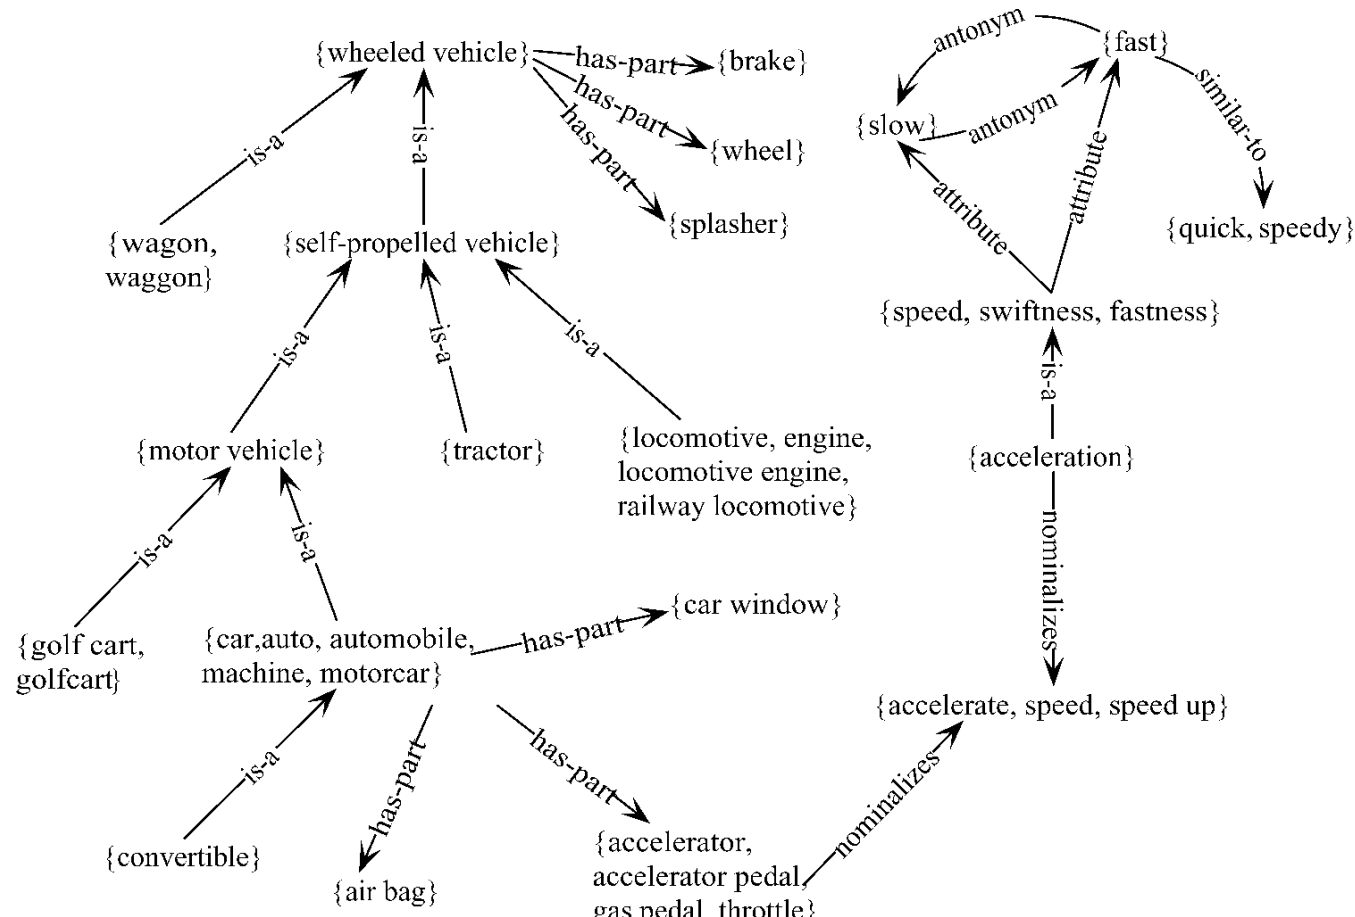 {wheeled vehicle}
has-part
{brake}
has-part
{wheel}
has-part
{splasher}
is-a
is-a
{wagon,
waggon}
{self-propelled vehicle}
is-a
is-a
is-a
{motor vehicle}
{tractor}
{locomotive, engine,
locomotive engine,
railway locomotive}
is-a
is-a
{golf cart,
golfcart}
{car,auto, automobile,
machine, motorcar}
has-part
{car window}
is-a
has-part
has-part
{convertible}
{air bag}
{accelerator,
accelerator pedal,
gas pedal, throttle}
antonym
{fast}
{slow}
antonym
similar-to
attribute
attribute
{quick, speedy}
{speed, swiftness, fastness}
is-a
{acceleration}
nominalizes
{accelerate, speed, speed up}
nominalizes